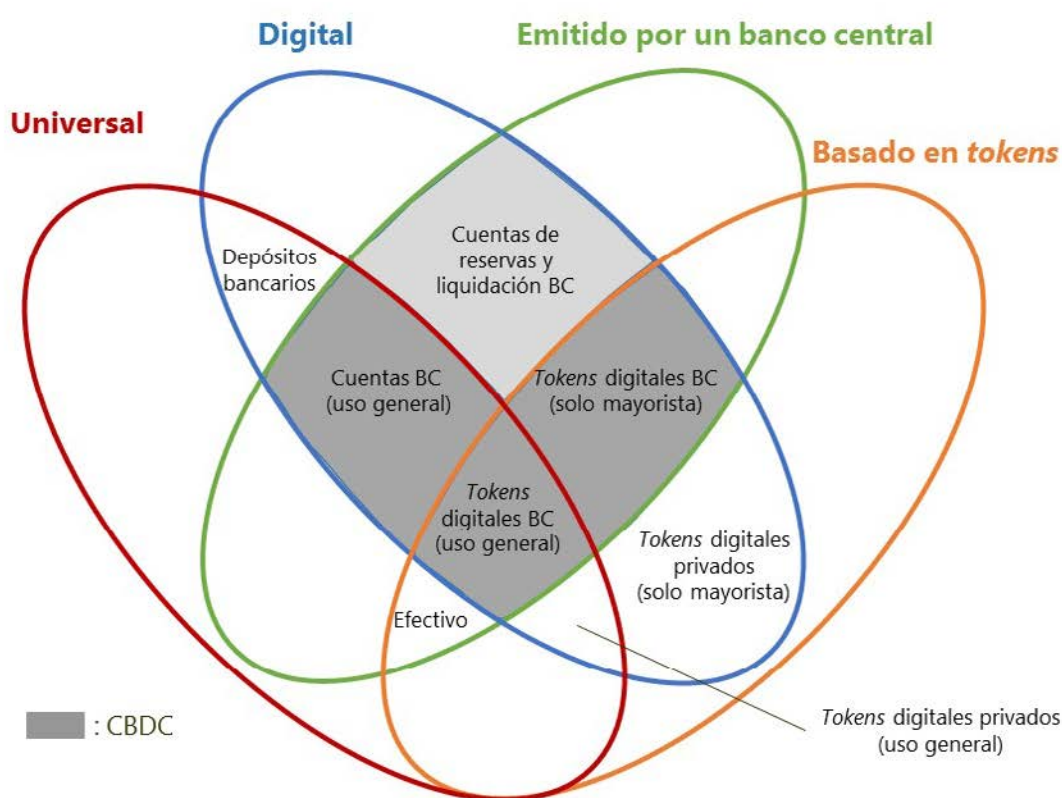 Digital
Emitido por un banco central
Universal
Basado en tokens
Depósitos
bancarios
Cuentas de
reservas y
liquidación BC
Cuentas BC
(uso general)
Tokens digitales BC
(solo mayorista)
Tokens
digitales BC
(uso general)
Tokens digitales
privados
(solo mayorista)
Efectivo
Tokens digitales privados
(uso general)
: CBDC